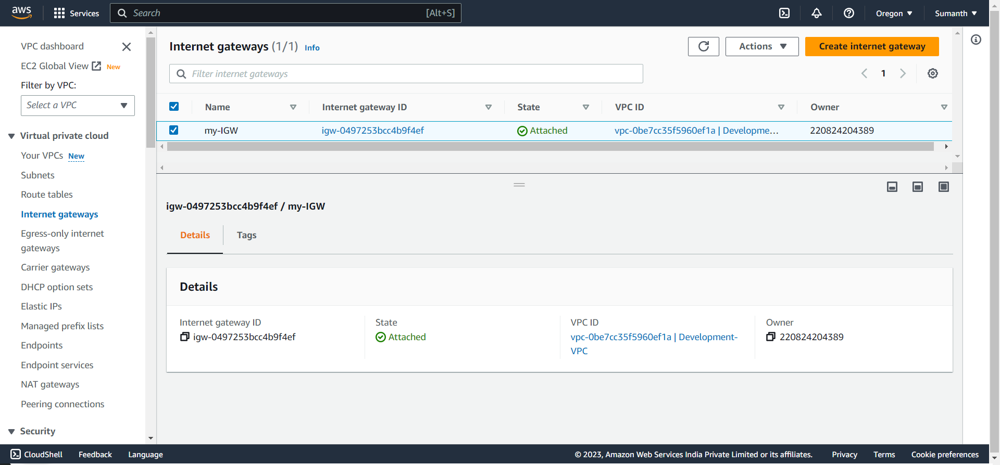 aws
Services
Search
[Alt+S]
Oregon
Sumanth
VPC dashboard
EC2 Global View New
Filter by VPC:
Select a VPC
Virtual private cloud
Your VPCs New
Subnets
Route tables
Internet gateways
Egress-only internet
gateways
Carrier gateways
DHCP option sets
Elastic IPs
Managed prefix lists
Endpoints
Endpoint services
NAT gateways
Peering connections
Security
Internet gateways (1/1) Info
Actions
Create internet gateway
Filter internet gateways
1
Name Internet gateway ID State VPC ID Owner
my-IGW igw-0497253bcc4b9f4ef Attached vpc-0be7cc35f5960ef1a | Developme... 220824204389
igw-0497253bcc4b9f4ef / my-IGW
Details Tags
Details
Internet gateway ID
igw-0497253bcc4b9f4ef
State
Attached
VPC ID
vpc-0be7cc35f5960ef1a | Development-
VPC
Owner
220824204389
CloudShell Feedback Language © 2023, Amazon Web Services India Private Limited or its affiliates. Privacy Terms Cookie preferences